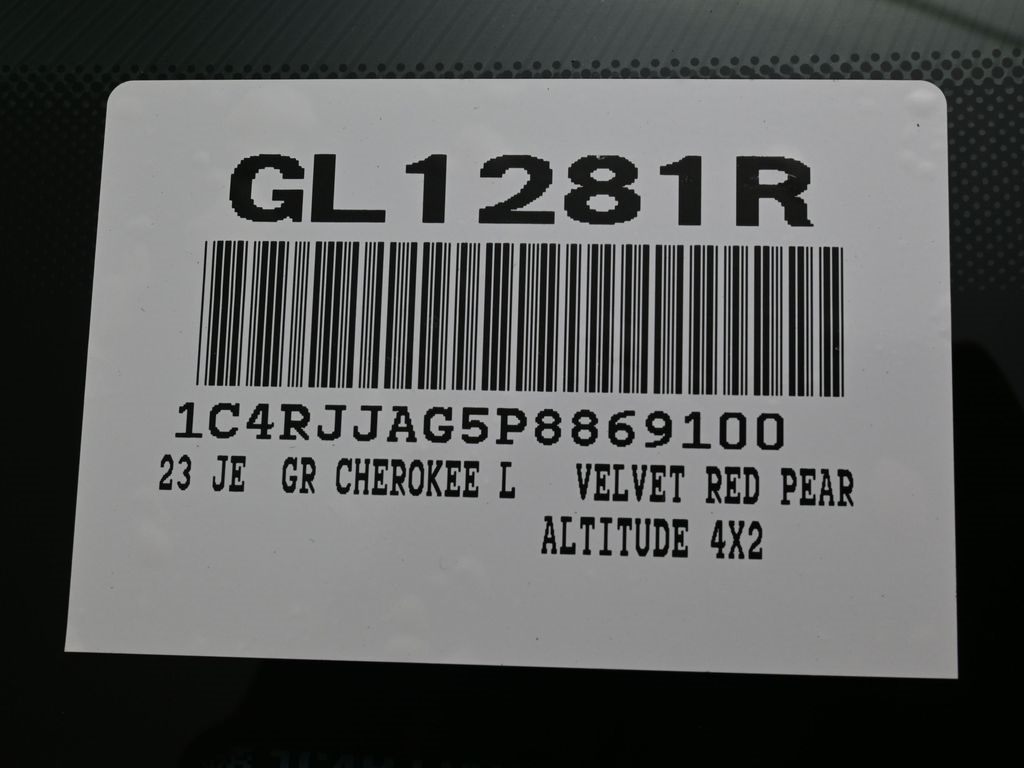 GL1281R
1C4RJJAG5P8869100
23 JE GR CHEROKEE L VELVET RED PEAR
ALTITUDE 4X2